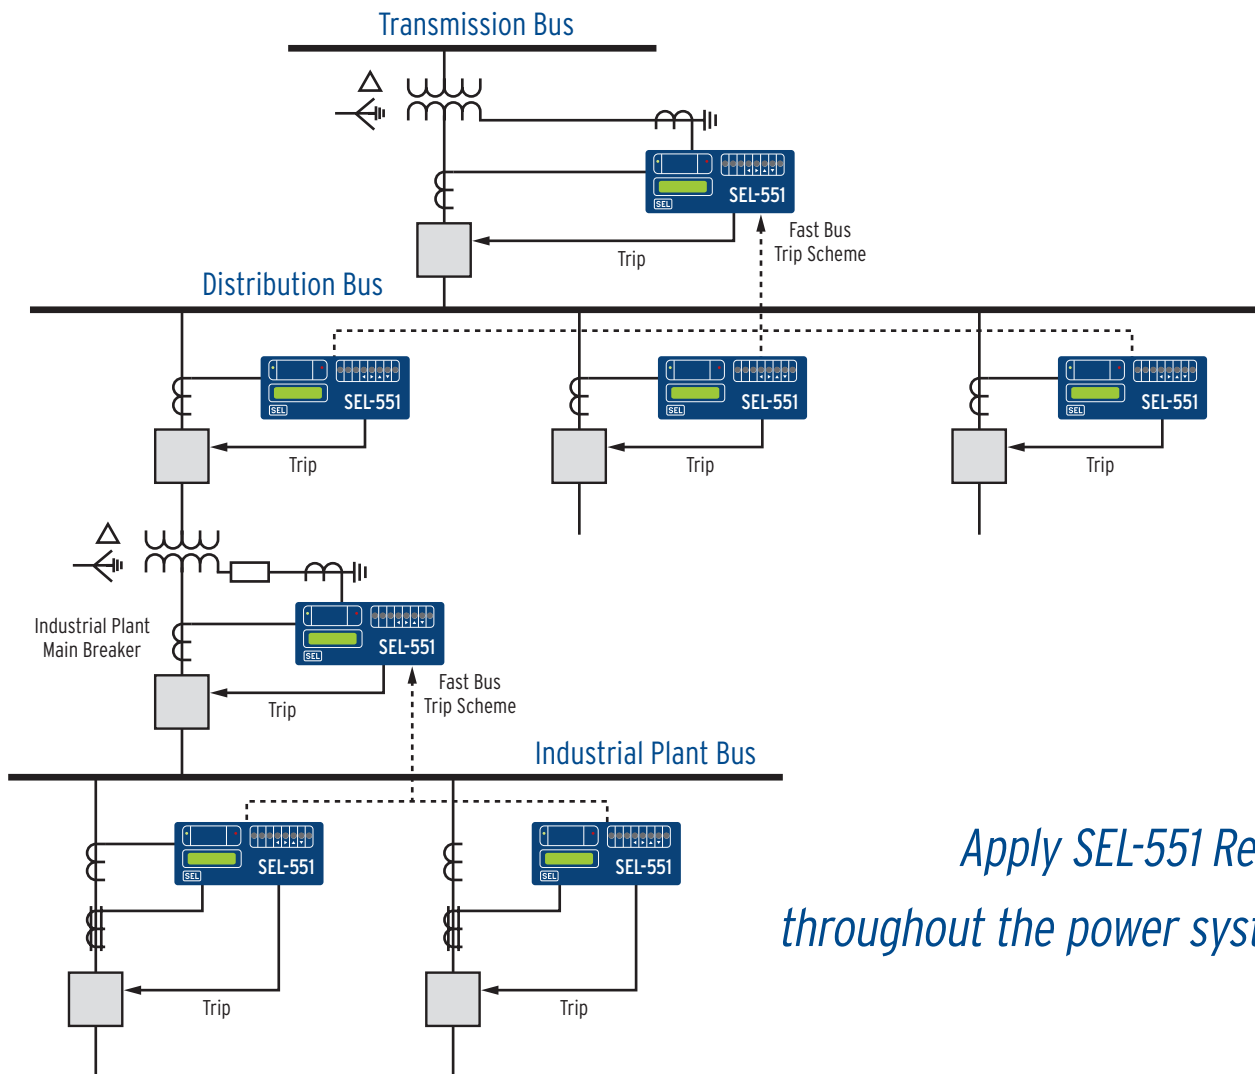 Transmission Bus
SEL-551
SEL
Fast Bus
Trip Scheme
Trip
Distribution Bus
SEL-551
SEL
Trip
SEL-551
SEL
Trip
SEL-551
SEL
Trip
Industrial Plant
Main Breaker
SEL-551
SEL
Fast Bus
Trip Scheme
Trip
Industrial Plant Bus
SEL-551
SEL
Trip
SEL-551
SEL
Trip
Apply SEL-551 Re
throughout the power syst